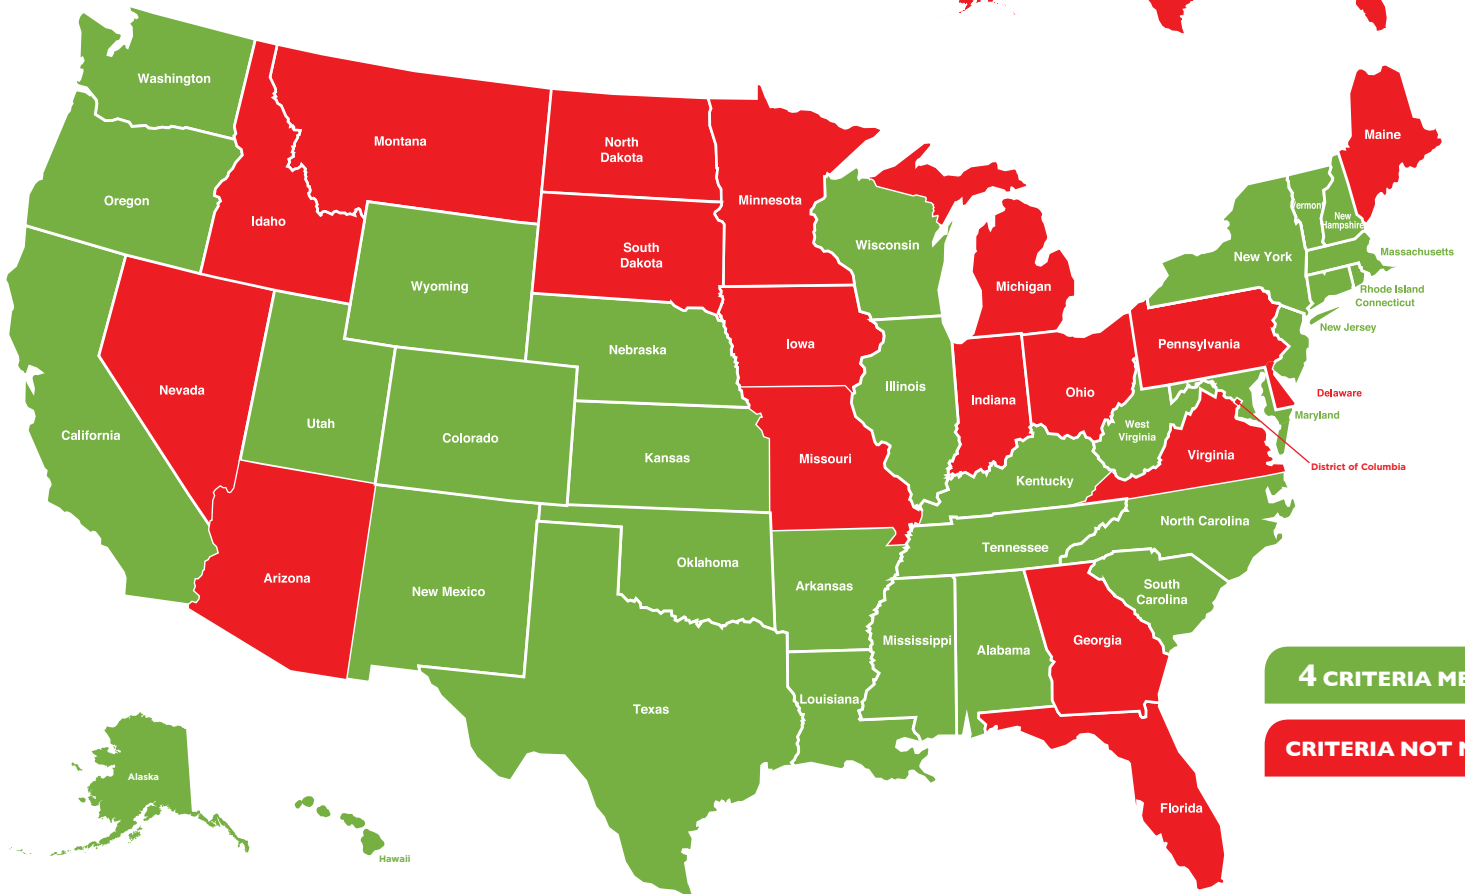 Washington
Montana
North
Dakota
Minnesota
Maine
Oregon
Idaho
South
Dakota
Wisconsin
Vermont
New
Hampshire
New York
Massachusetts
Wyoming
Michigan
Rhode Island
Connecticut
New Jersey
Nebraska
Iowa
Pennsylvania
Nevada
Illinois
Indiana
Ohio
Delaware
Maryland
Utah
California
Colorado
Kansas
Missouri
West
Virginia
Virginia
District of Columbia
Kentucky
North Carolina
Tennessee
Arizona
New Mexico
Oklahoma
Arkansas
South
Carolina
Mississippi
Alabama
Georgia
Louisiana
Texas
4 CRITERIA ME
CRITERIA NOT
Alaska
Florida
Hawaii